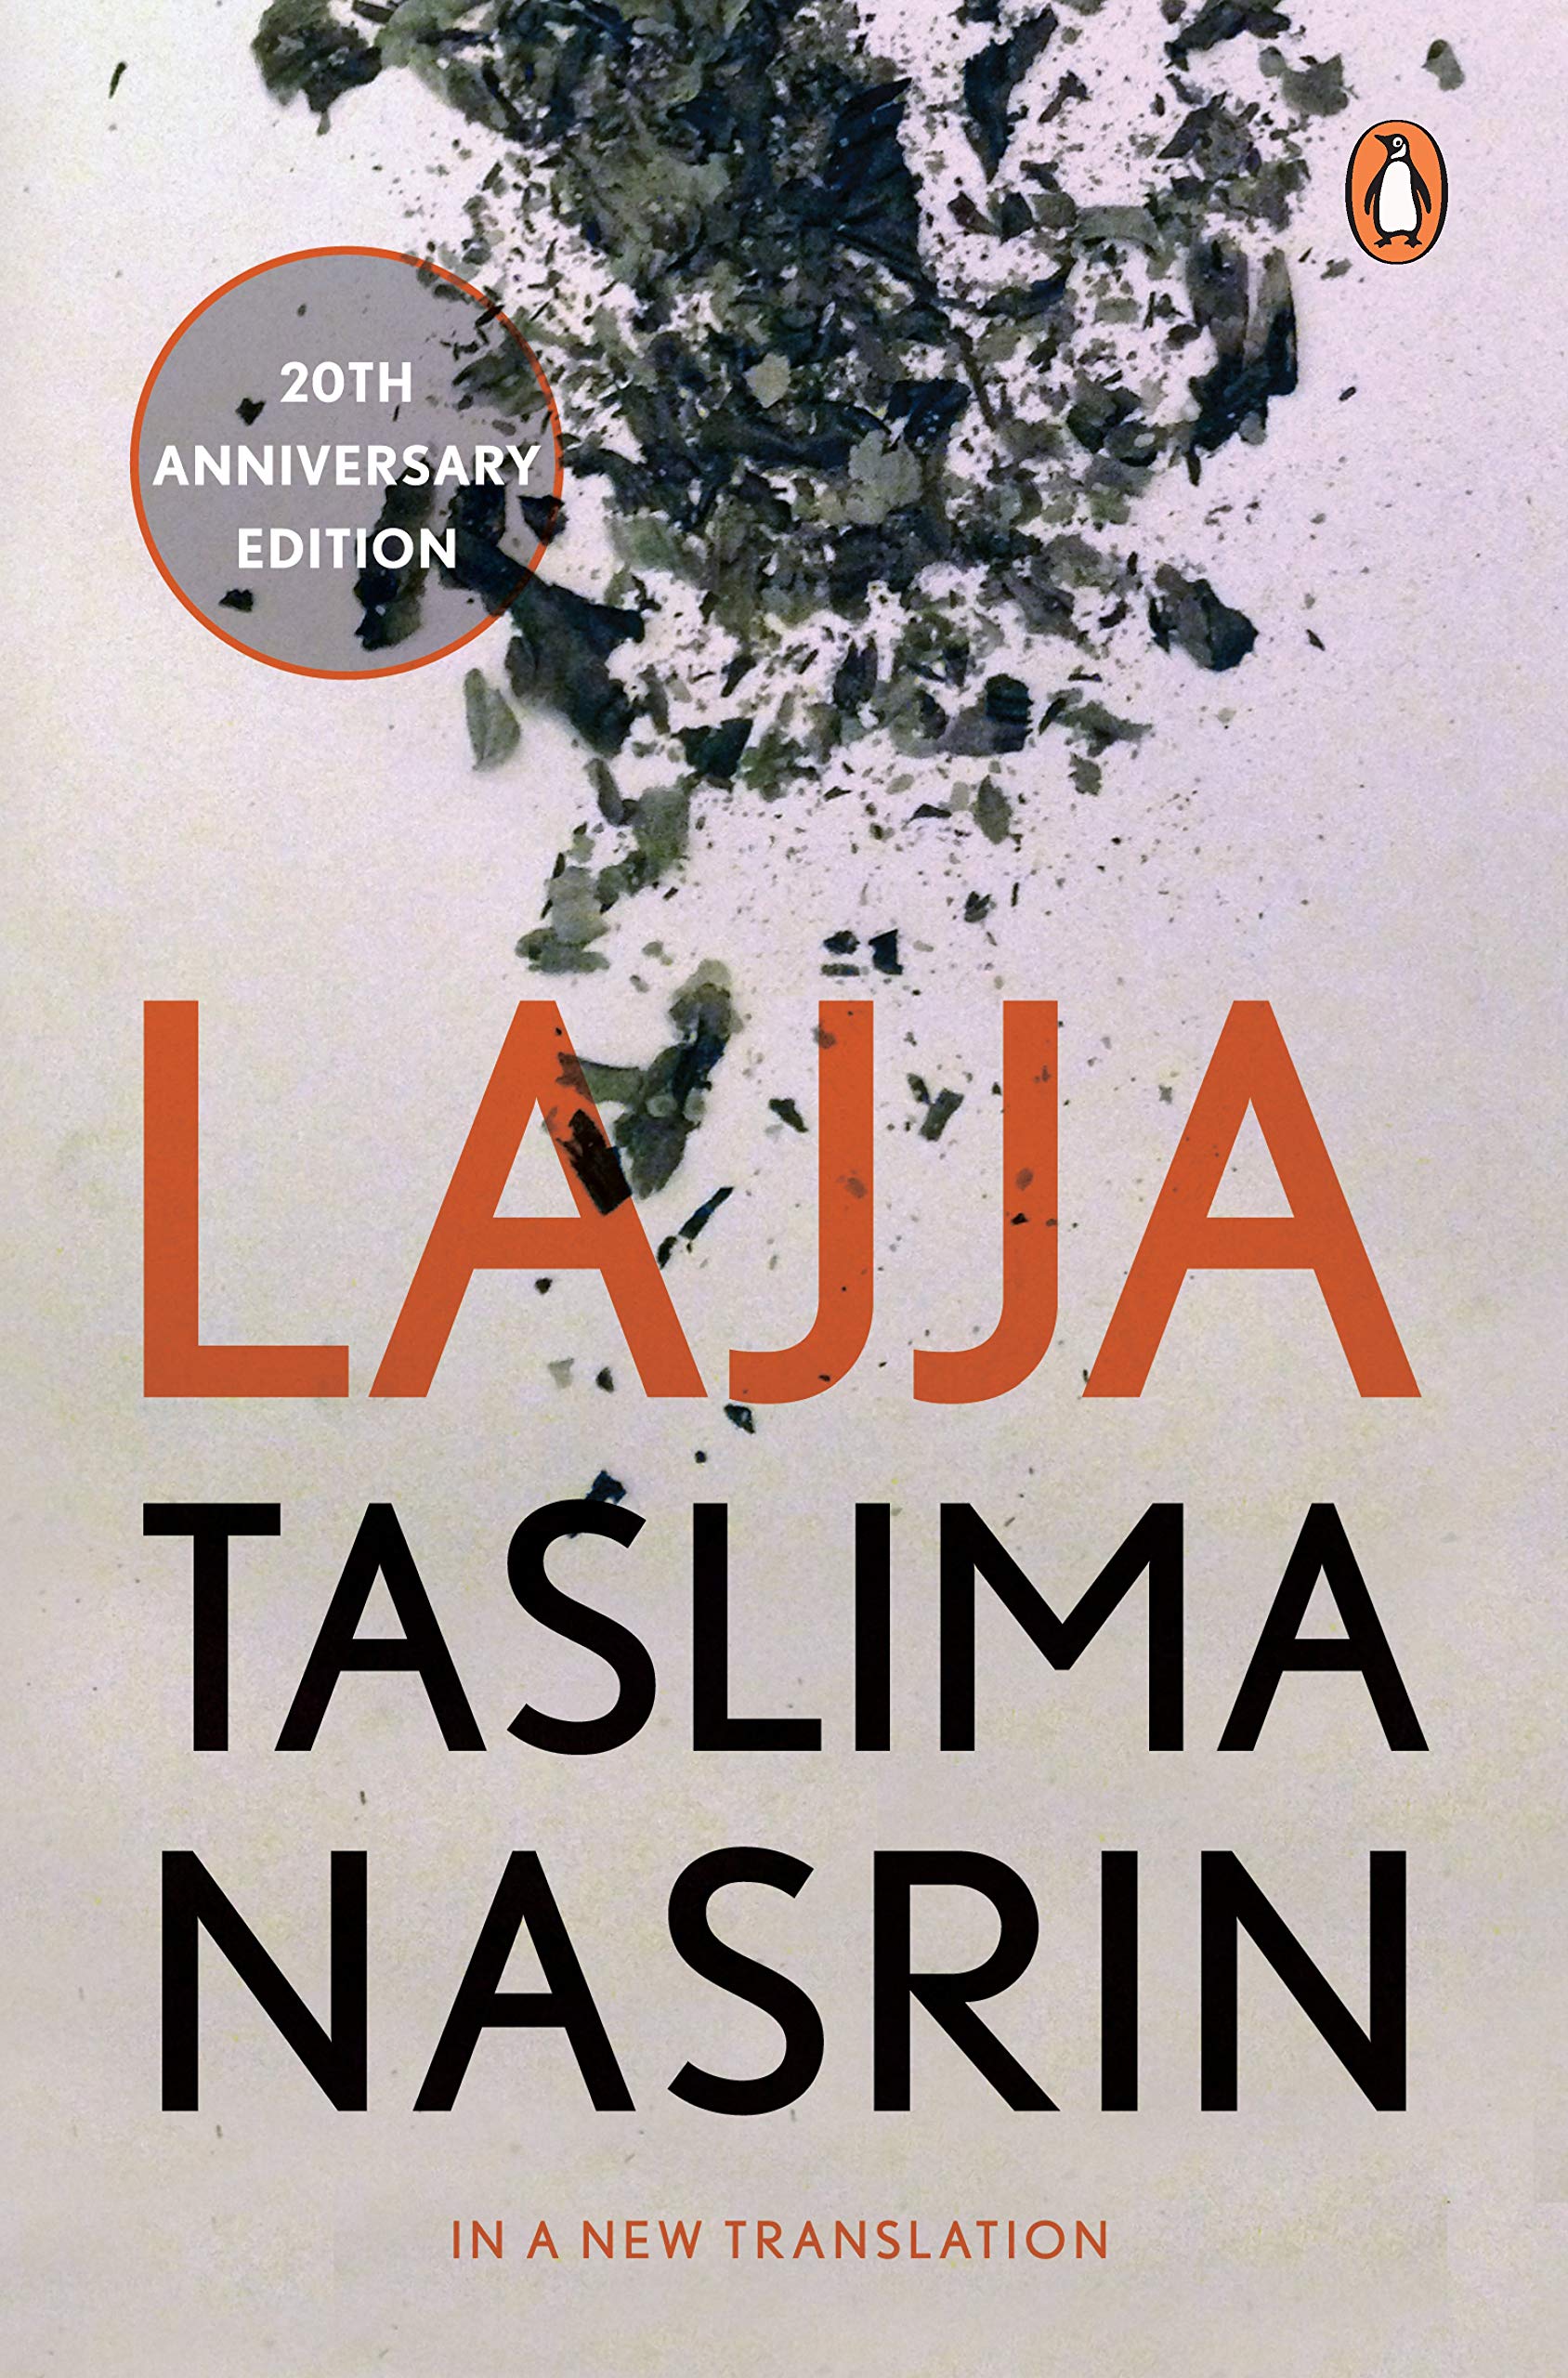 20TH
ANNIVERSARY
EDITION
LAJJA
TASLIMA
NASRIN
IN A NEW TRANSLATION